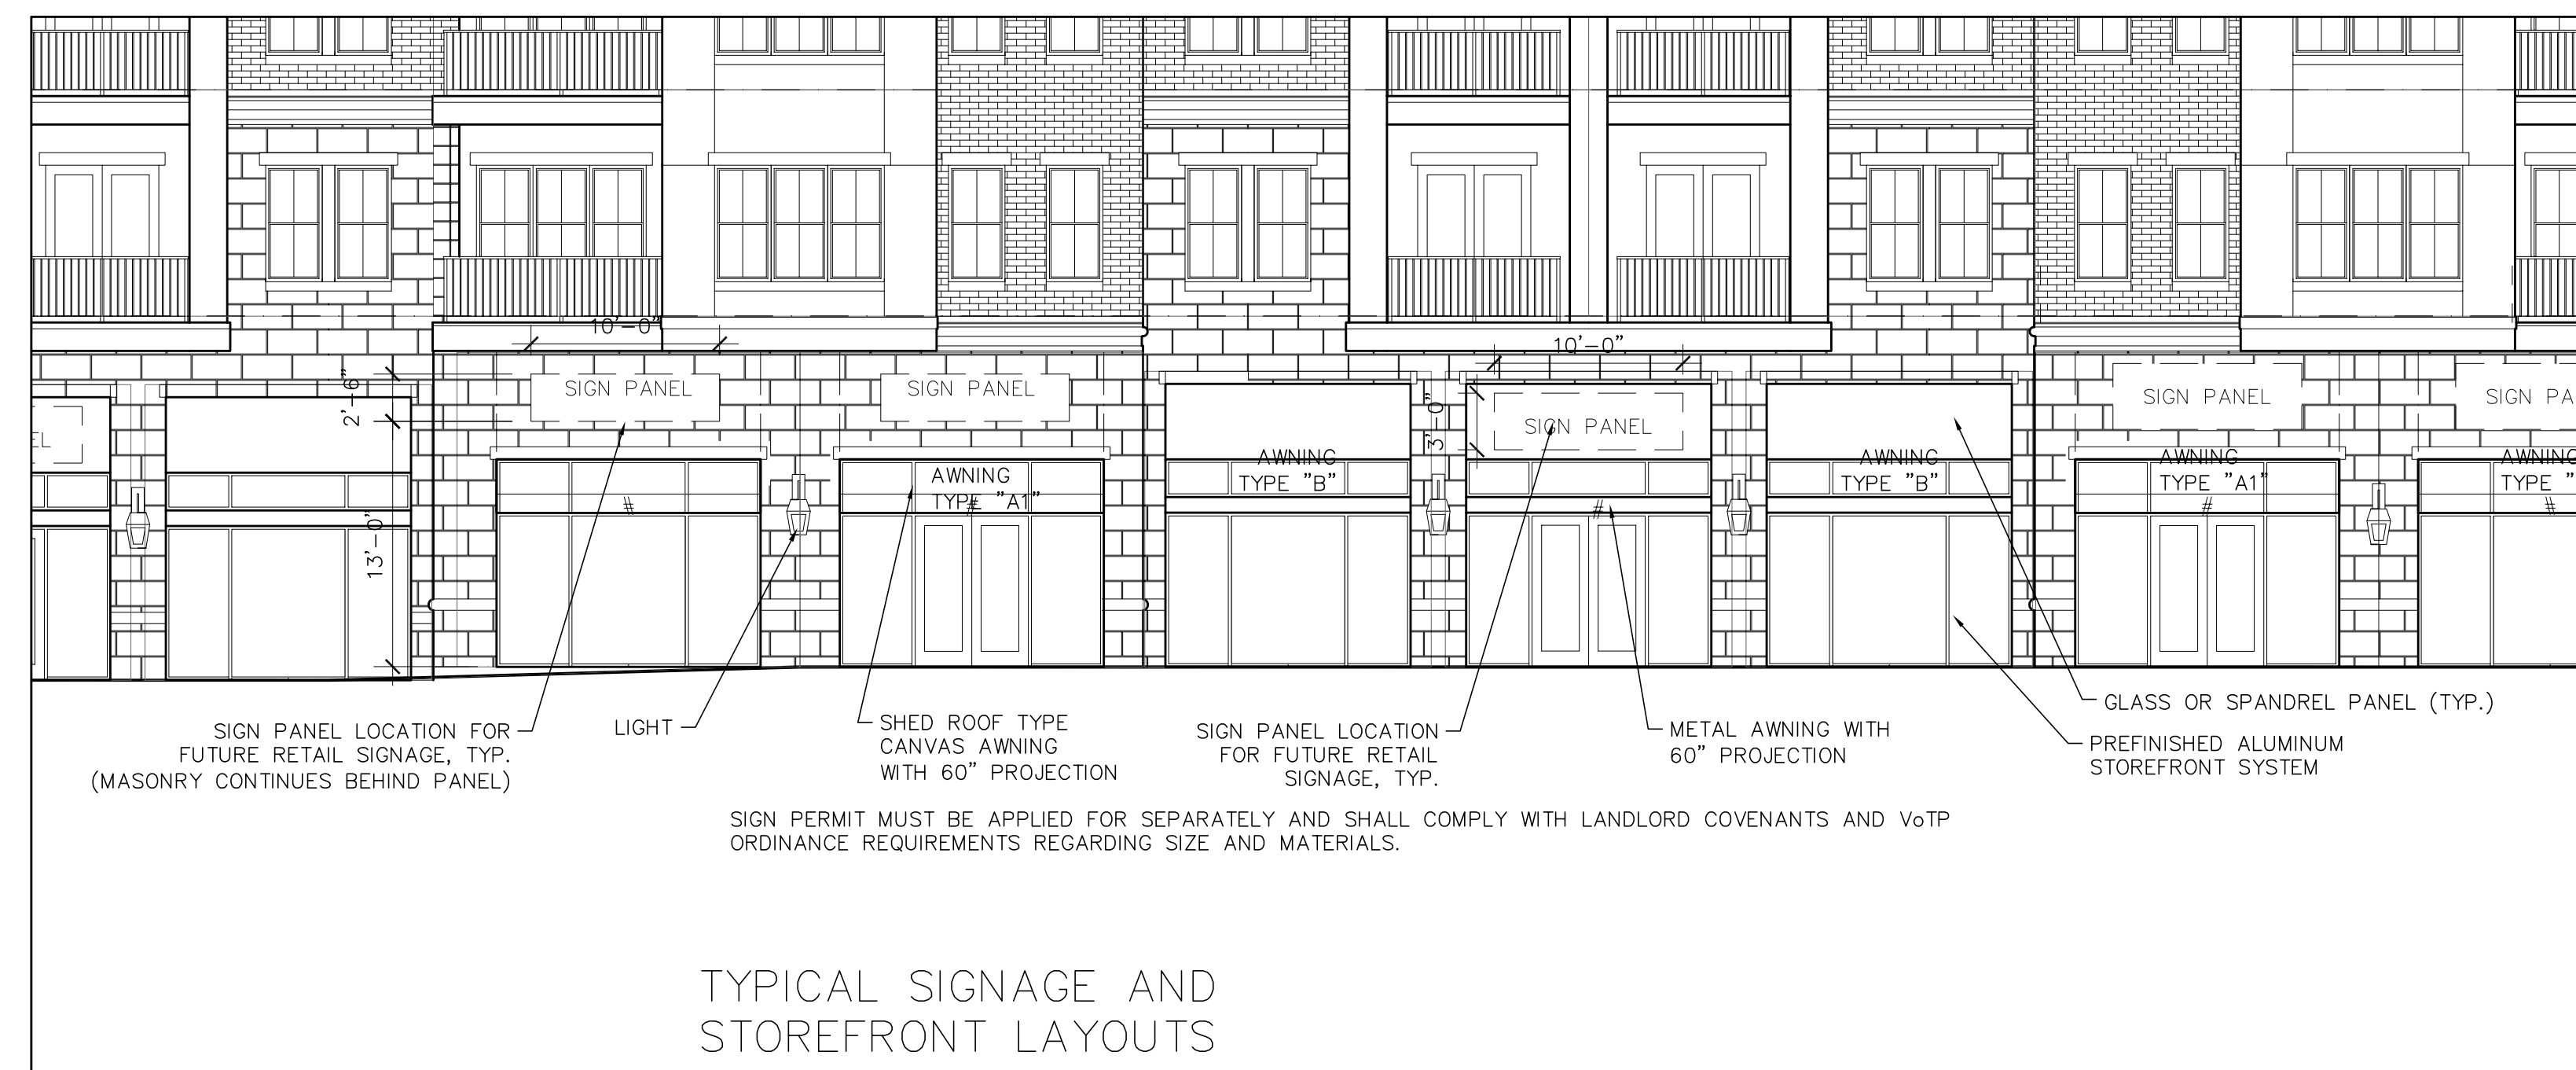 10'-0"
10'-0"
2'-6"
SIGN PANEL
SIGN PANEL
3'-0"
SIGN PANEL
SIGN PANEL
SIGN PA
EL
13'-0"
AWNING
TYPE "A1"
AWNING
TYPE "B"
AWNING
TYPE "B"
AWNING
TYPE "A1"
AWNING
TYPE "
#
#
#
#
#
SIGN PANEL LOCATION FOR
FUTURE RETAIL SIGNAGE, TYP.
(MASONRY CONTINUES BEHIND PANEL)
LIGHT
SHED ROOF TYPE
CANVAS AWNING
WITH 60" PROJECTION
SIGN PANEL LOCATION
FOR FUTURE RETAIL
SIGNAGE, TYP.
METAL AWNING WITH
60" PROJECTION
GLASS OR SPANDREL PANEL (TYP.)
PREFINISHED ALUMINUM
STOREFRONT SYSTEM
SIGN PERMIT MUST BE APPLIED FOR SEPARATELY AND SHALL COMPLY WITH LANDLORD COVENANTS AND VoTP
ORDINANCE REQUIREMENTS REGARDING SIZE AND MATERIALS.
TYPICAL SIGNAGE AND
STOREFRONT LAYOUTS